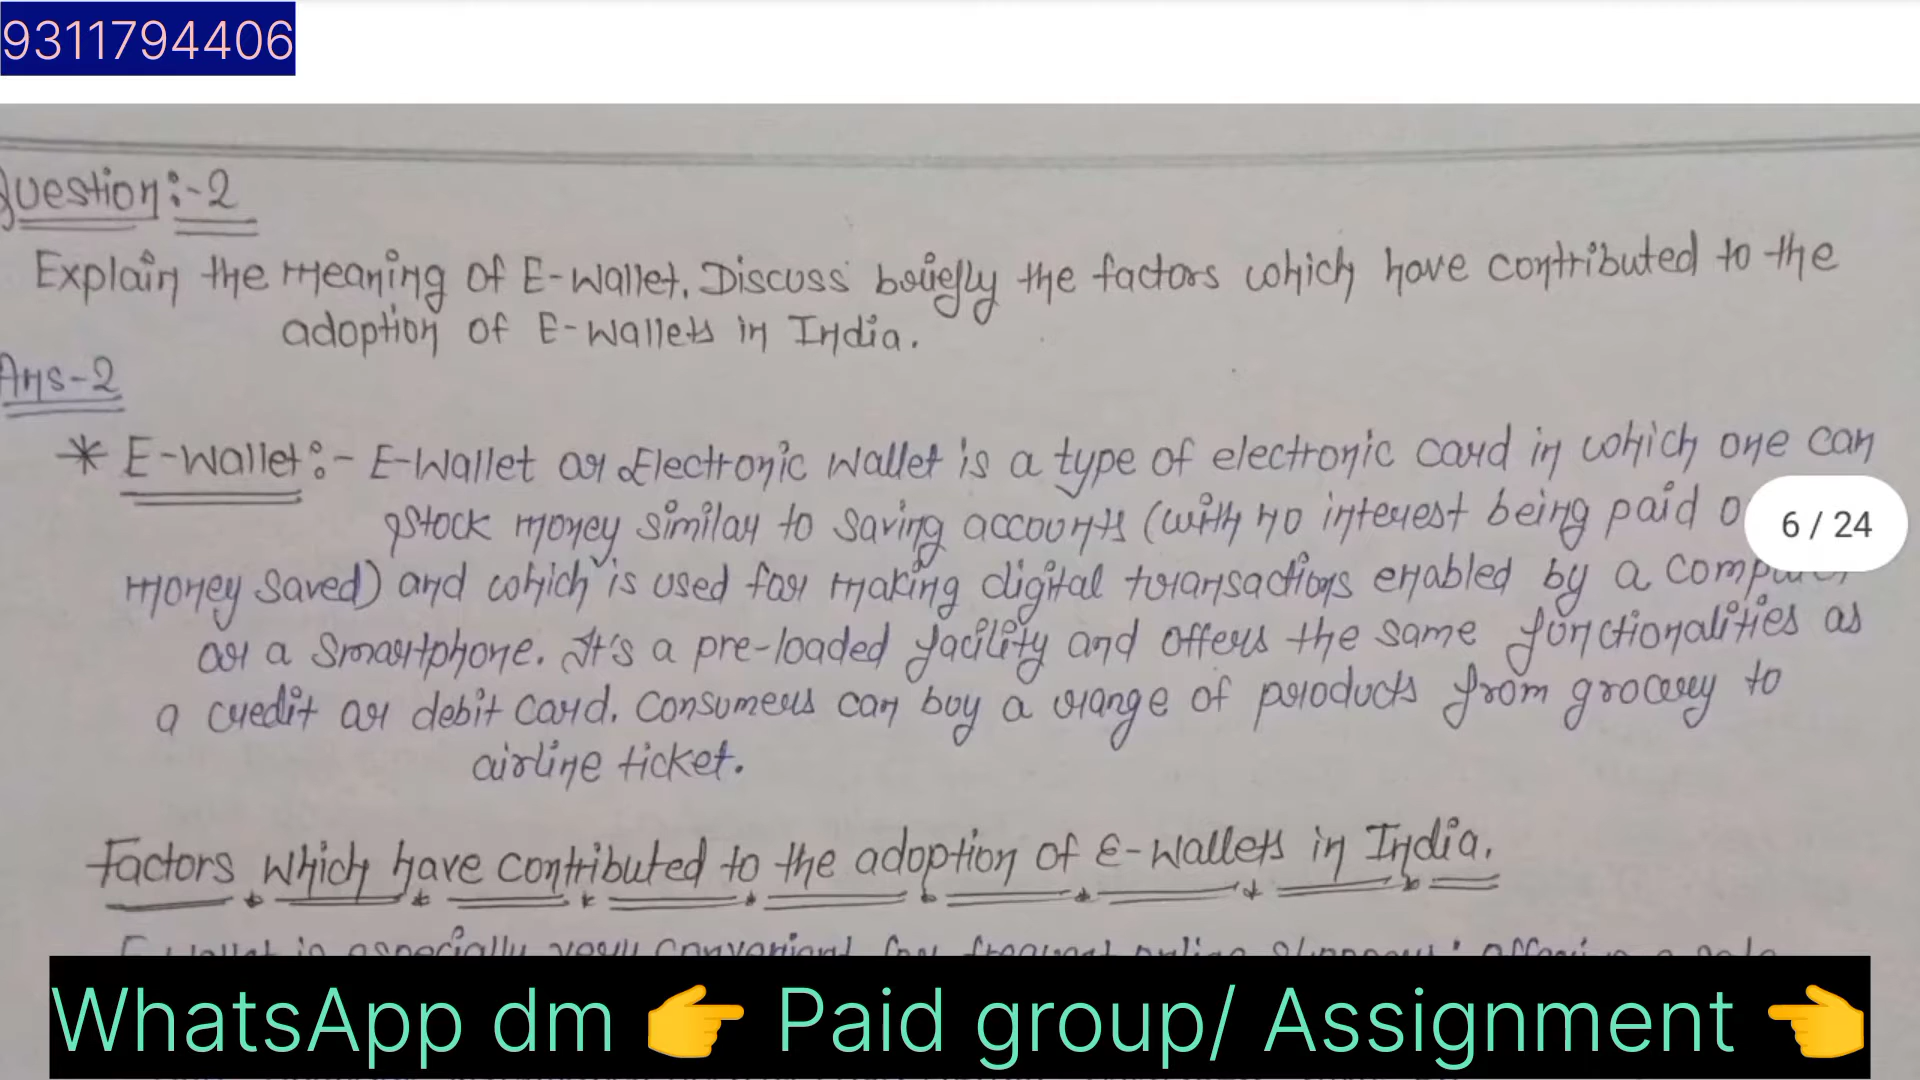 9311794406
Question:-2
Explain the meaning of E-wallet. Discuss briefly the factors which have contributed to the
adoption of E-wallets in India.
Ans-2
* E-wallet:- E-wallet or Electronic wallet is a type of electronic card in which one can
stock money similar to saving accounts (with no interest being paid
6 / 24
money saved) and which is used for making digital transactions enabled by a
or a smartphone. It's a pre-loaded facility and offers the same functionalities as
a credit or debit card. Consumers can buy a range of products from grocery to
airline ticket.
Factors which have contributed to the adoption of E-wallets in India.
WhatsApp dm 👉 Paid group/ Assignment 👈